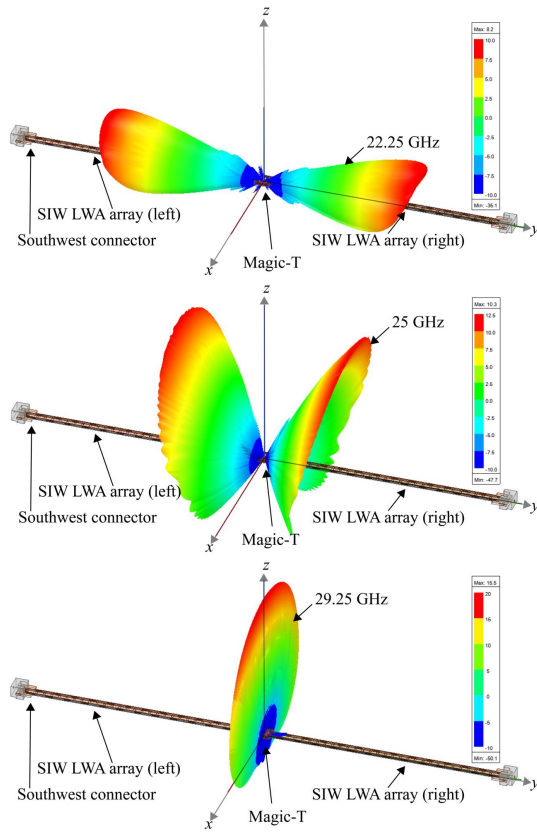 z
Max: 8.2
10.0
7.5
5.0
2.5
0.0
-2.5
-5.0
-7.5
-10.0
Min: -35.1
22.25 GHz
SIW LWA array (left)
Southwest connector
SIW LWA array (right)
y
x
Magic-T
z
Max: 10.3
12.5
10.0
7.5
5.0
2.5
0.0
-2.5
-5.0
-7.5
-10.0
Min: -47.7
25 GHz
SIW LWA array (left)
Southwest connector
SIW LWA array (right)
y
x
Magic-T
z
Max: 15.5
20
15
10
5
0
-5
-10
Min: -50.1
29.25 GHz
SIW LWA array (left)
Southwest connector
SIW LWA array (right)
y
x
Magic-T